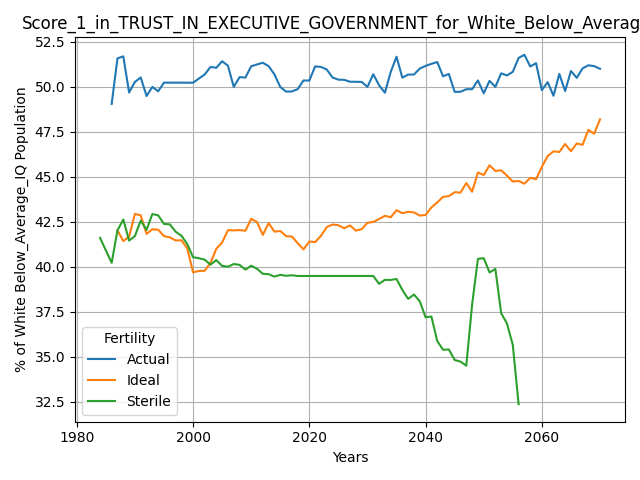 Score_1_in_TRUST_IN_EXECUTIVE_GOVERNMENT_for_White_Below_Averag
52.5
50.0
47.5
45.0
42.5
40.0
37.5
35.0
32.5
% of White Below_Average_IQ Population
Fertility
Actual
Ideal
Sterile
1980
2000
2020
2040
2060
Years